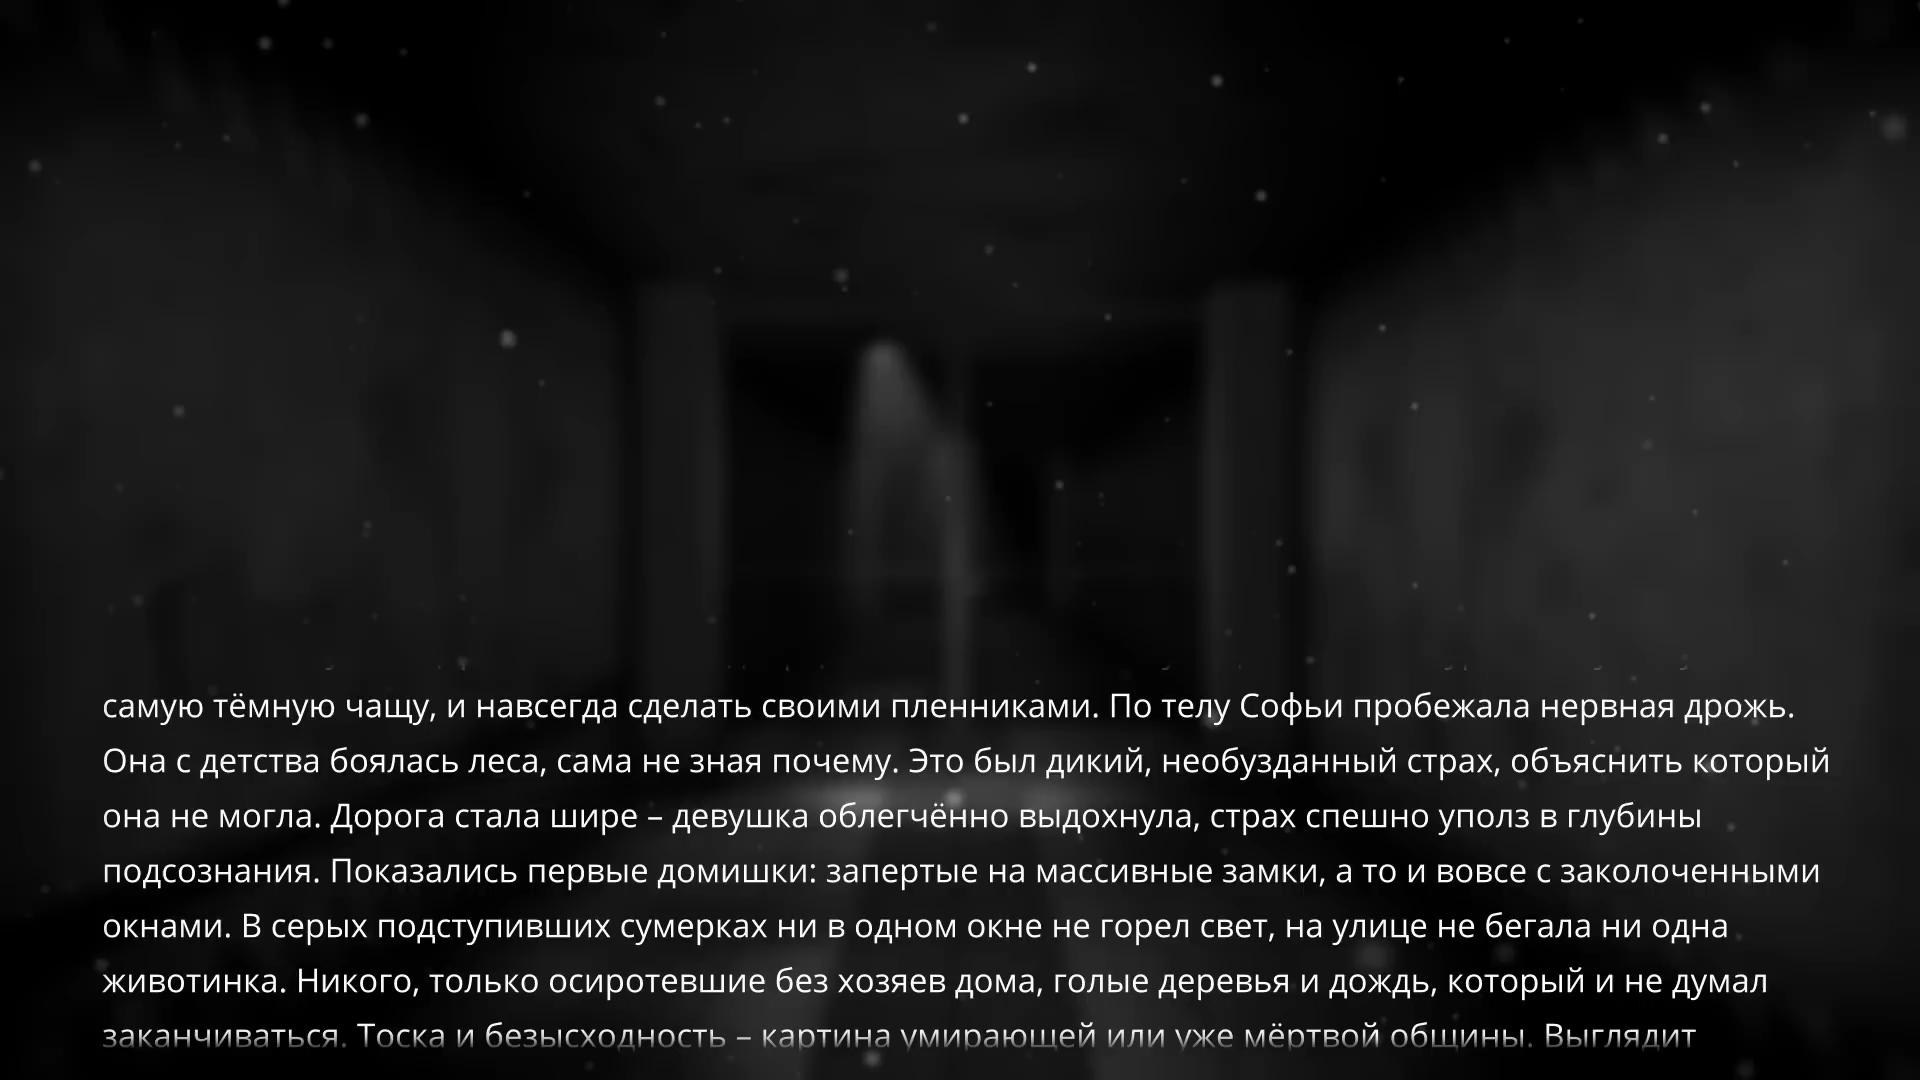 самую тёмную чащу, и навсегда сделать своими пленниками. По телу Софьи пробежала нервная дрожь.
Она с детства боялась леса, сама не зная почему. Это был дикий, необузданный страх, объяснить который
она не могла. Дорога стала шире – девушка облегчённо выдохнула, страх спешно уполз в глубины
подсознания. Показались первые домишки: запертые на массивные замки, а то и вовсе с заколоченными
окнами. В серых подступивших сумерках ни в одном окне не горел свет, на улице не бегала ни одна
животинка. Никого, только осиротевшие без хозяев дома, голые деревья и дождь, который и не думал
заканчиваться. Тоска и безысходность – картина умирающей или уже мёртвой общины. Выглядит